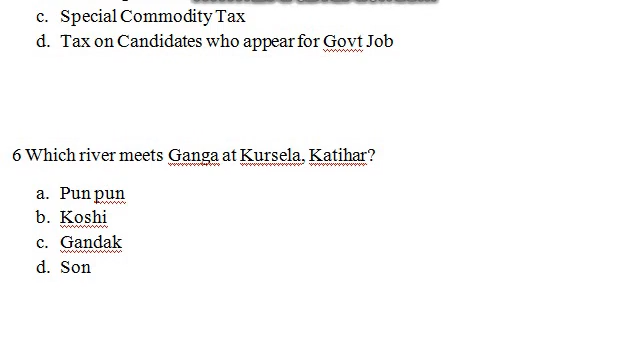 c. Special Commodity Tax
d. Tax on Candidates who appear for Govt Job
6 Which river meets Ganga at Kursela, Katihar?
a. Pun pun
b. Koshi
c. Gandak
d. Son